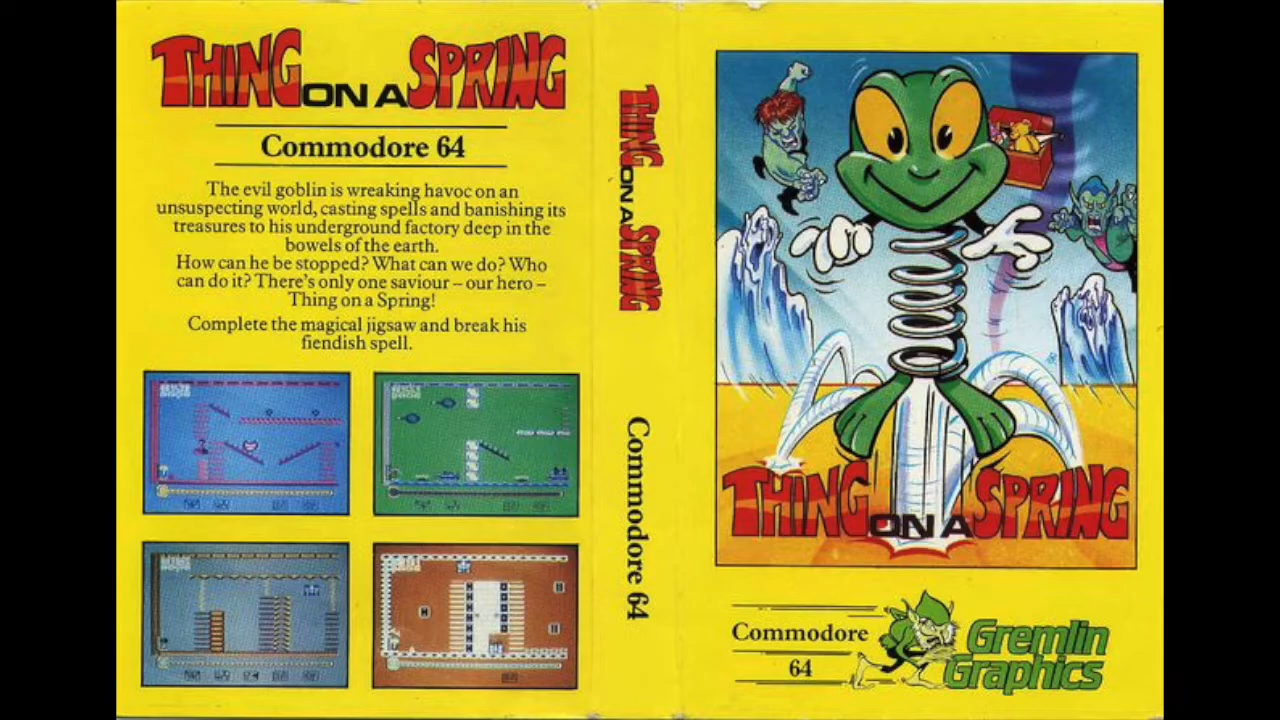 THING ON A SPRING
Commodore 64
The evil goblin is wreaking havoc on an
unsuspecting world, casting spells and banishing its
treasures to his underground factory deep in the
bowels of the earth.
How can he be stopped? What can we do? Who
can do it? There's only one saviour – our hero –
Thing on a Spring!
Complete the magical jigsaw and break his
fiendish spell.
THING ON A SPRING
Commodore 64
THING ON A SPRING
Commodore
64
Gremlin
Graphics